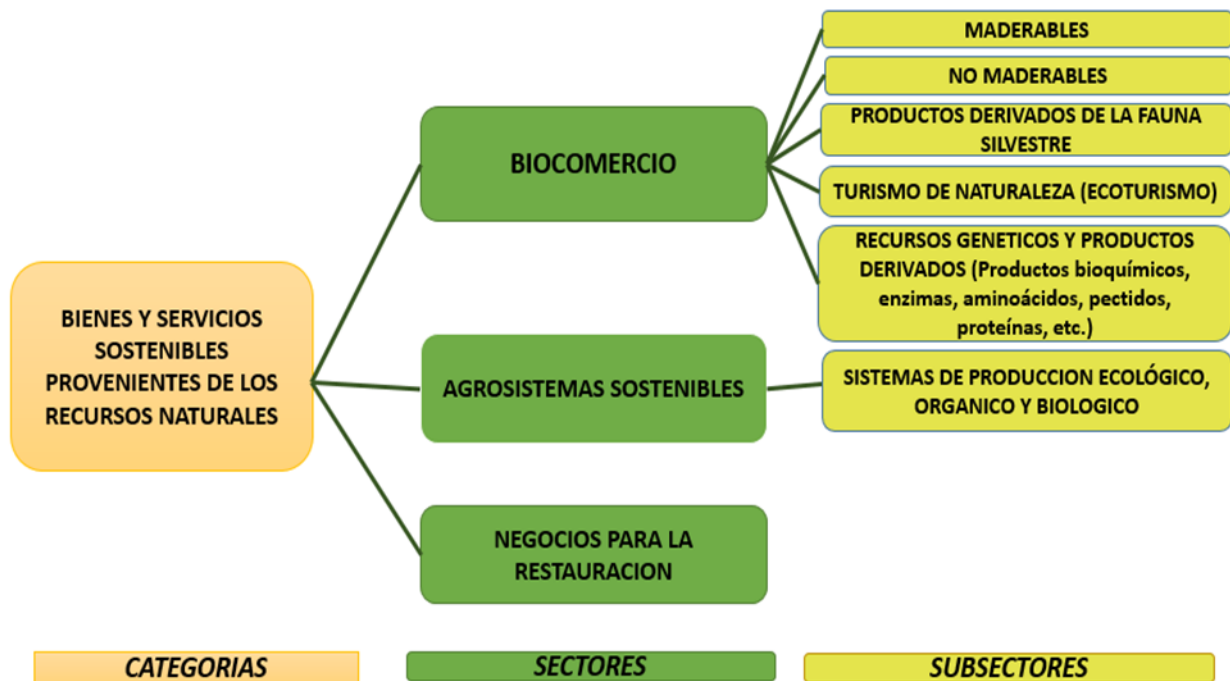 BIENES Y SERVICIOS
SOSTENIBLES
PROVENIENTES DE LOS
RECURSOS NATURALES
BIOCOMERCIO
MADERABLES
NO MADERABLES
PRODUCTOS DERIVADOS DE LA FAUNA
SILVESTRE
TURISMO DE NATURALEZA (ECOTURISMO)
RECURSOS GENETICOS Y PRODUCTOS
DERIVADOS (Productos bioquímicos,
enzimas, aminoácidos, pectidos,
proteínas, etc.)
AGROSISTEMAS SOSTENIBLES
SISTEMAS DE PRODUCCION ECOLÓGICO,
ORGANICO Y BIOLOGICO
NEGOCIOS PARA LA
RESTAURACION
CATEGORIAS
SECTORES
SUBSECTORES